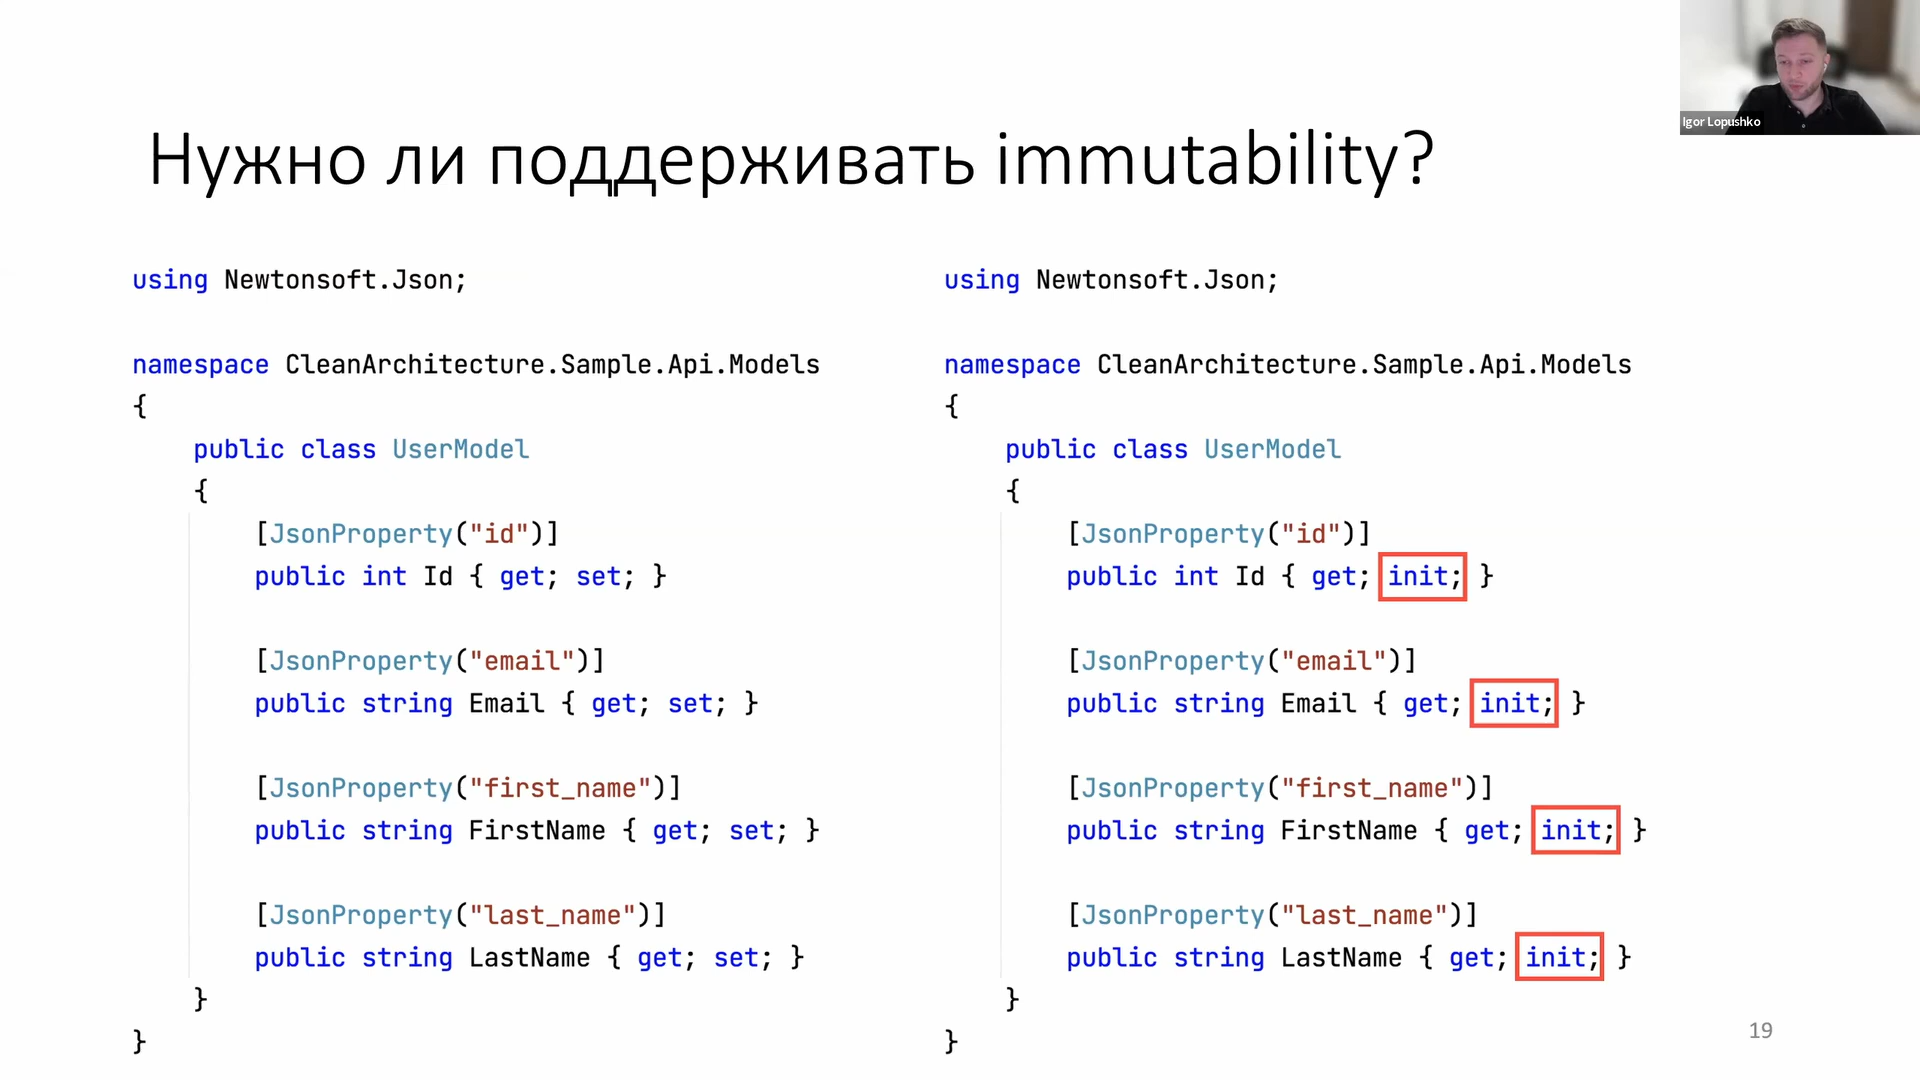 Igor Lopushko
Нужно ли поддерживать immutability?
using Newtonsoft.Json;
namespace CleanArchitecture.Sample.Api.Models
{
public class UserModel
{
[JsonProperty("id")]
public int Id { get; set; }
[JsonProperty("email")]
public string Email { get; set; }
[JsonProperty("first_name")]
public string FirstName { get; set; }
[JsonProperty("last_name")]
public string LastName { get; set; }
}
}
using Newtonsoft.Json;
namespace CleanArchitecture.Sample.Api.Models
{
public class UserModel
{
[JsonProperty("id")]
public int Id { get; init; }
[JsonProperty("email")]
public string Email { get; init; }
[JsonProperty("first_name")]
public string FirstName { get; init; }
[JsonProperty("last_name")]
public string LastName { get; init; }
}
}
19